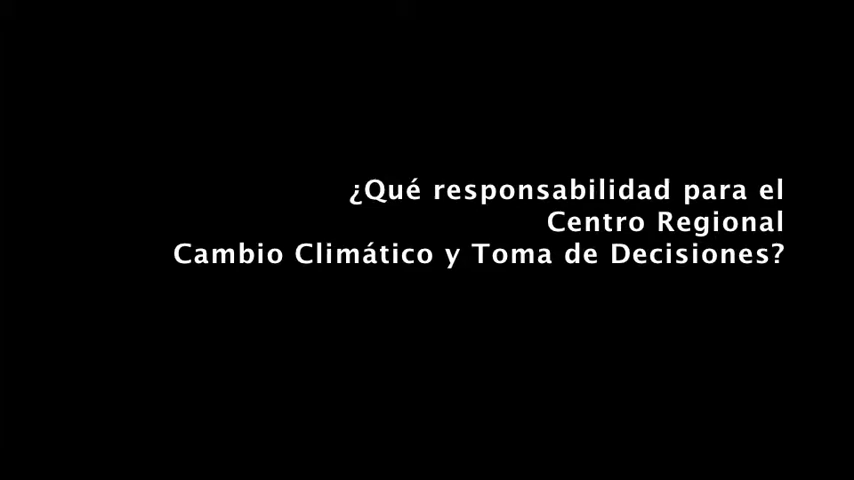 ¿Qué responsabilidad para el
Centro Regional
Cambio Climático y Toma de Decisiones?